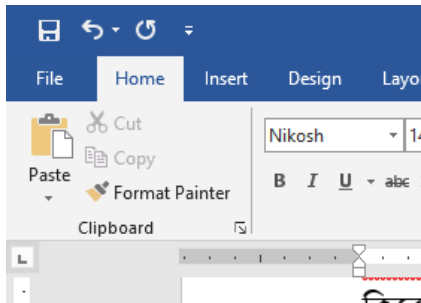 File Home Insert Design Layo
Cut
Nikosh 14
Copy
Paste
B I U abc
Format Painter
Clipboard
L